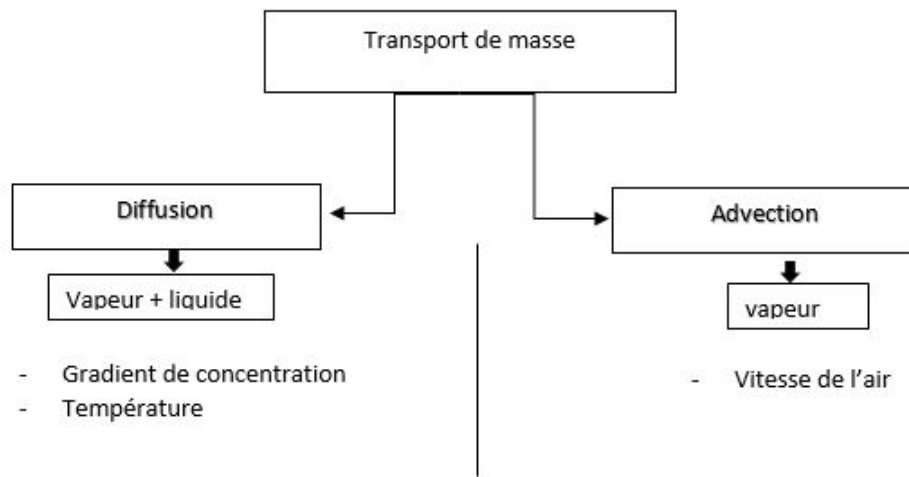 Transport de masse
Diffusion
Advection
Vapeur + liquide
vapeur
- Gradient de concentration
- Température
- Vitesse de l'air